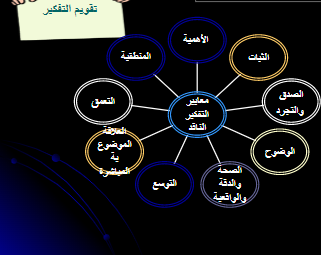 تقويم التفكير
الأهمية
المنطقية
الثبات
التعمق
معايير
التفكير
الناقد
الصدق
والتجرد
العلاقة
الموضوع
ية
المباشرة
الوضوح
التوسع
الصحة
والدقة
والواقعية